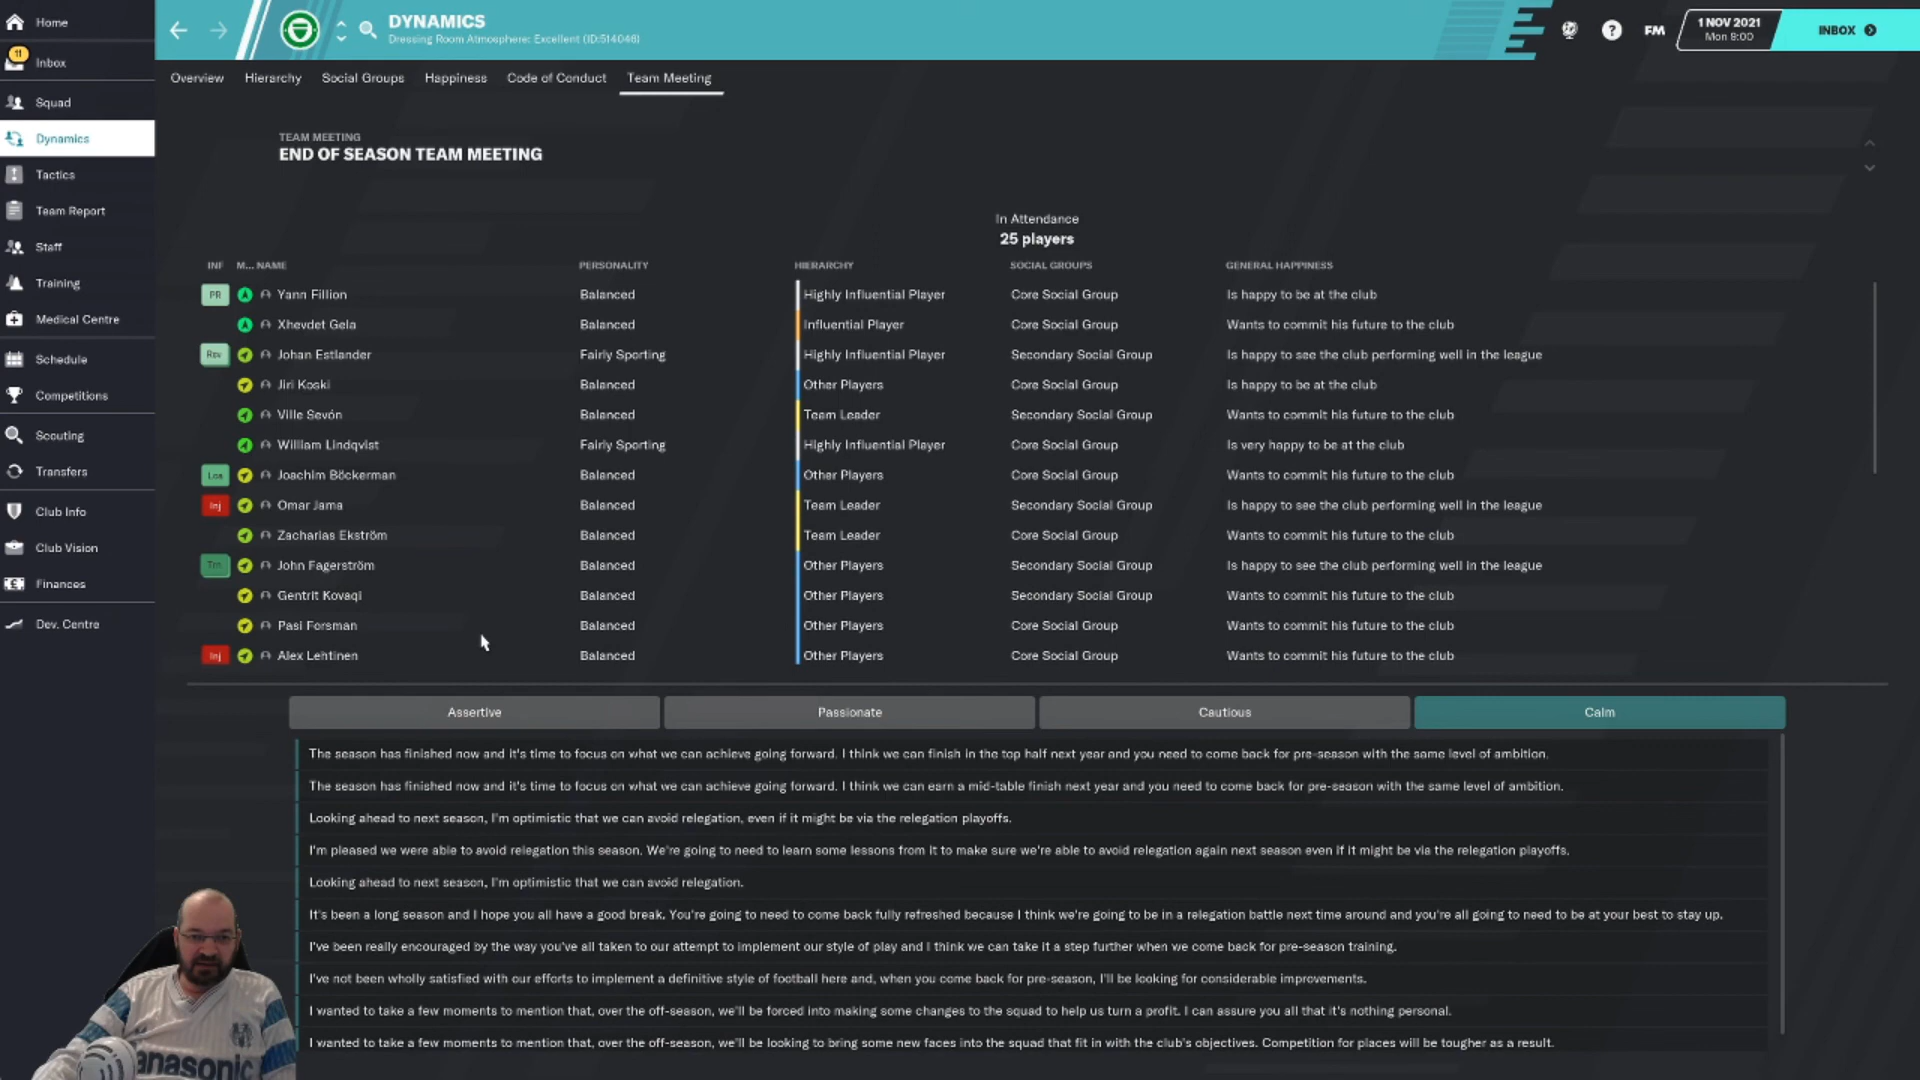 Home
DYNAMICS
Dressing Room Atmosphere: Excellent (ID:514046)
FM
1 NOV 2021
Mon 9:00
INBOX
11
Inbox
Overview Hierarchy Social Groups Happiness Code of Conduct Team Meeting
Squad
Dynamics
Tactics
Team Report
Staff
Training
Medical Centre
Schedule
Competitions
Scouting
Transfers
Club Info
Club Vision
Finances
Dev. Centre
TEAM MEETING
END OF SEASON TEAM MEETING
In Attendance
25 players
INF M... NAME PERSONALITY HIERARCHY SOCIAL GROUPS GENERAL HAPPINESS
PR Yann Fillion Balanced Highly Influential Player Core Social Group Is happy to be at the club
Xhevdet Gela Balanced Influential Player Core Social Group Wants to commit his future to the club
Rsv Johan Estlander Fairly Sporting Highly Influential Player Secondary Social Group Is happy to see the club performing well in the league
Jiri Koski Balanced Other Players Core Social Group Is happy to be at the club
Ville Sevón Balanced Team Leader Secondary Social Group Wants to commit his future to the club
William Lindqvist Fairly Sporting Highly Influential Player Core Social Group Is very happy to be at the club
Loa Joachim Böckerman Balanced Other Players Core Social Group Wants to commit his future to the club
Inj Omar Jama Balanced Team Leader Secondary Social Group Is happy to see the club performing well in the league
Zacharias Ekström Balanced Team Leader Core Social Group Wants to commit his future to the club
Trn John Fagerström Balanced Other Players Secondary Social Group Is happy to see the club performing well in the league
Gentrit Kovaqi Balanced Other Players Secondary Social Group Wants to commit his future to the club
Pasi Forsman Balanced Other Players Core Social Group Wants to commit his future to the club
Inj Alex Lehtinen Balanced Other Players Core Social Group Wants to commit his future to the club
Assertive Passionate Cautious Calm
The season has finished now and it's time to focus on what we can achieve going forward. I think we can finish in the top half next year and you need to come back for pre-season with the same level of ambition.
The season has finished now and it's time to focus on what we can achieve going forward. I think we can earn a mid-table finish next year and you need to come back for pre-season with the same level of ambition.
Looking ahead to next season, I'm optimistic that we can avoid relegation, even if it might be via the relegation playoffs.
I'm pleased we were able to avoid relegation this season. We're going to need to learn some lessons from it to make sure we're able to avoid relegation again next season even if it might be via the relegation playoffs.
Looking ahead to next season, I'm optimistic that we can avoid relegation.
It's been a long season and I hope you all have a good break. You're going to need to come back fully refreshed because I think we're going to be in a relegation battle next time around and you're all going to need to be at your best to stay up.
I've been really encouraged by the way you've all taken to our attempt to implement our style of play and I think we can take it a step further when we come back for pre-season training.
I've not been wholly satisfied with our efforts to implement a definitive style of football here and, when you come back for pre-season, I'll be looking for considerable improvements.
I wanted to take a few moments to mention that, over the off-season, we'll be forced into making some changes to the squad to help us turn a profit. I can assure you all that it's nothing personal.
I wanted to take a few moments to mention that, over the off-season, we'll be looking to bring some new faces into the squad that fit in with the club's objectives. Competition for places will be tougher as a result.
anasonic